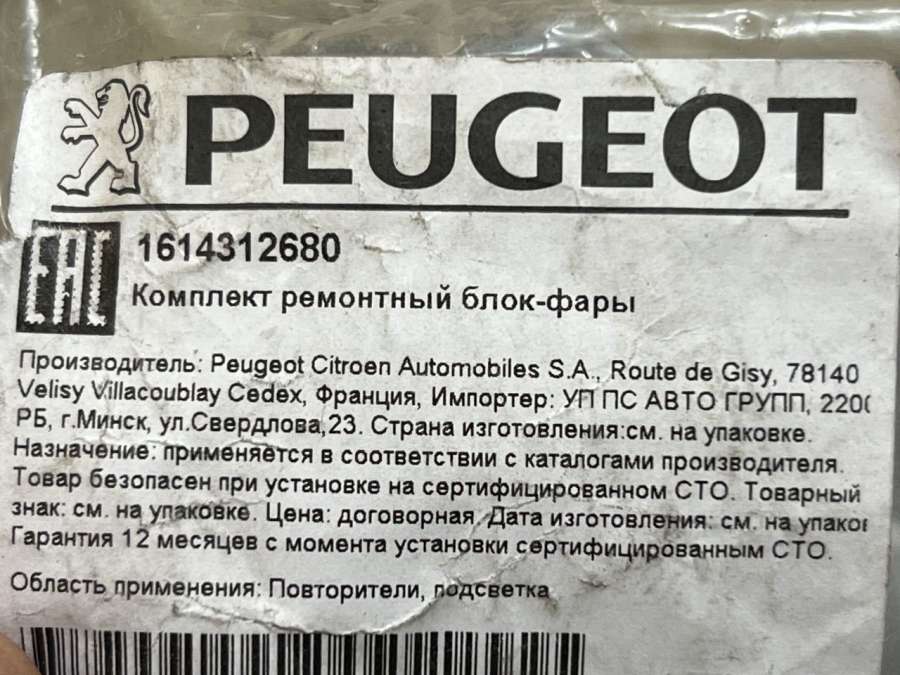 PEUGEOT
EAC
1614312680
Комплект ремонтный блок-фары
Производитель: Peugeot Citroen Automobiles S.A., Route de Gisy, 78140
Velisy Villacoublay Cedex, Франция, Импортер: УП ПС АВТО ГРУПП, 220
РБ, г.Минск, ул.Свердлова,23. Страна изготовления:см. на упаковке.
Назначение: применяется в соответствии с каталогами производителя.
Товар безопасен при установке на сертифицированном СТО. Товарный
знак: см. на упаковке. Цена: договорная, Дата изготовления: см. на упаков
Гарантия 12 месяцев с момента установки сертифицированным СТО.
Область применения: Повторители, подсветка